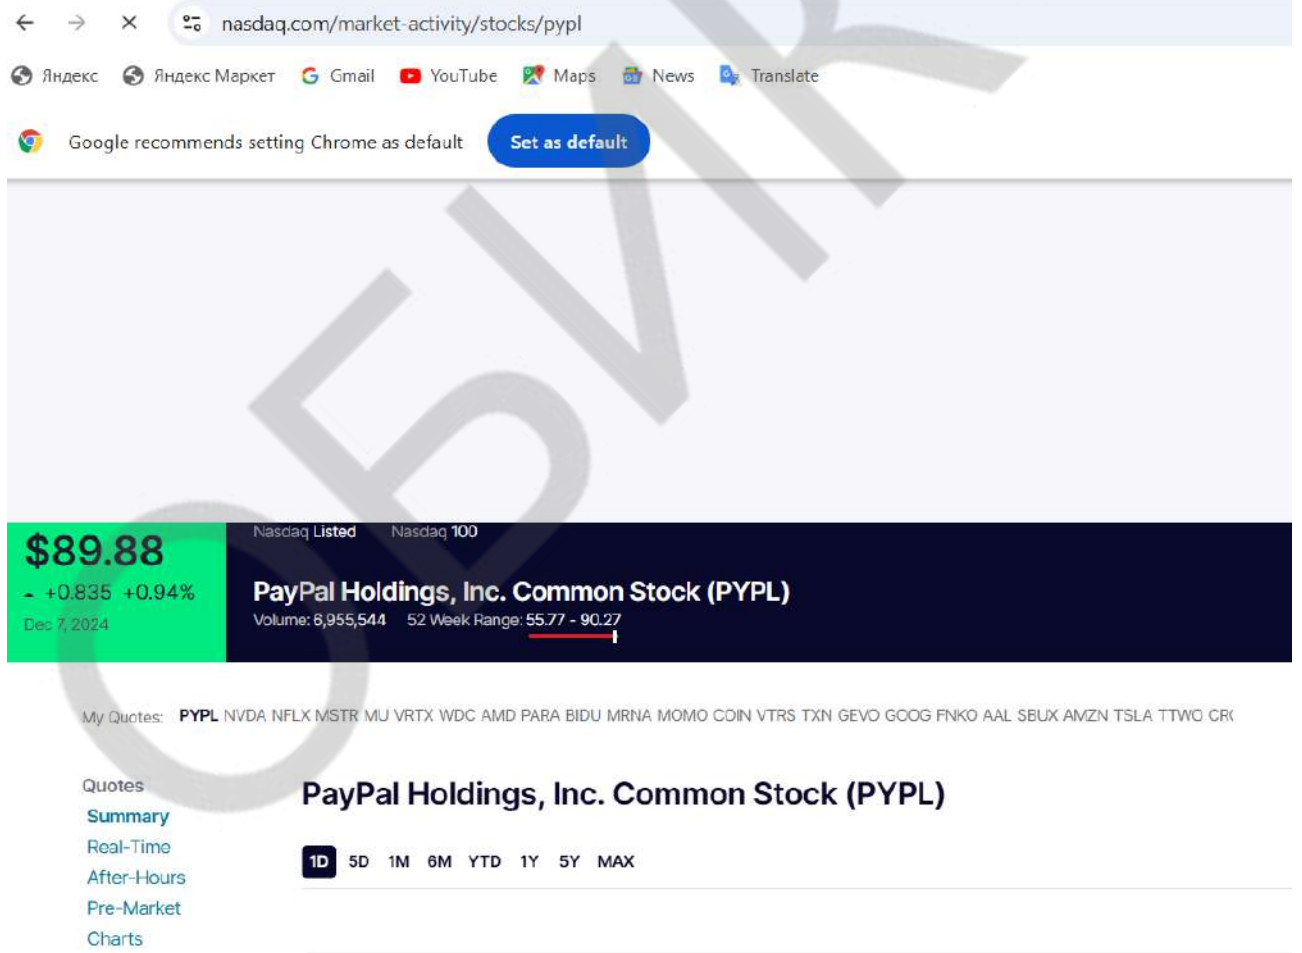 nasdaq.com/market-activity/stocks/pypl
Яндекс Яндекс Маркет Gmail YouTube Maps News Translate
Google recommends setting Chrome as default Set as default
ОБИК
$89.88
+0.835 +0.94%
Dec 7, 2024
Nasdaq Listed Nasdaq 100
PayPal Holdings, Inc. Common Stock (PYPL)
Volume: 6,955,544 52 Week Range: 55.77 - 90.27
My Quotes: PYPL NVDA NFLX MSTR MU VRTX WDC AMD PARA BIDU MRNA MOMO COIN VTRS TXN GEVO GOOG FNKO AAL SBUX AMZN TSLA TTWO
Quotes
Summary
Real-Time
After-Hours
Pre-Market
Charts
PayPal Holdings, Inc. Common Stock (PYPL)
1D 5D 1M 6M YTD 1Y 5Y MAX